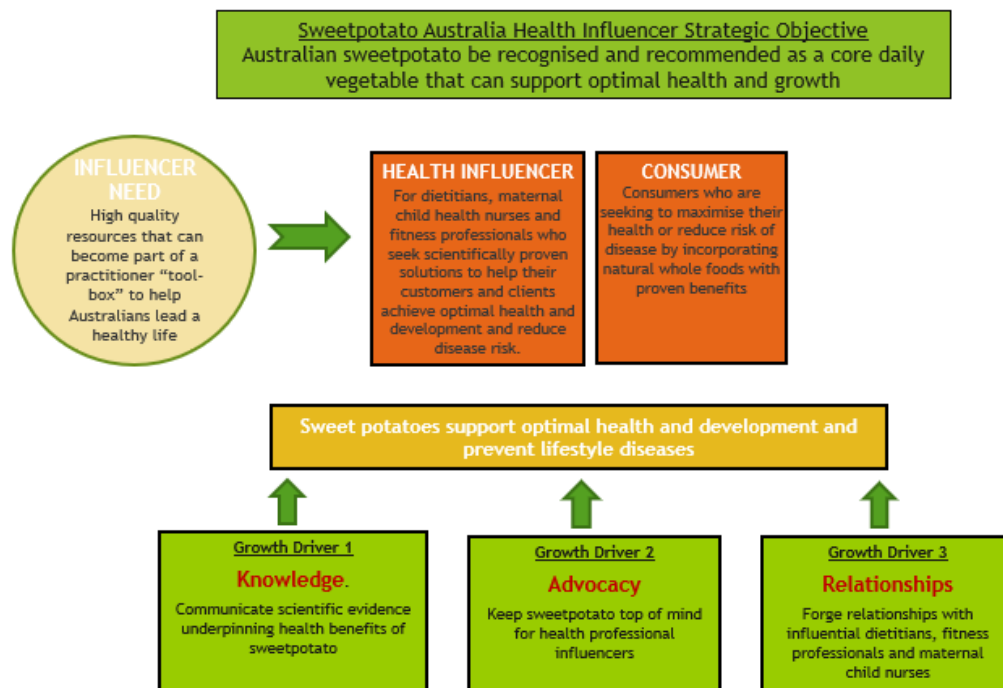 Sweetpotato Australia Health Influencer Strategic Objective
Australian sweetpotato be recognised and recommended as a core daily
vegetable that can support optimal health and growth
INFLUENCER
NEED
High quality
resources that can
become part of a
practitioner “tool-
box” to help
Australians lead a
healthy life
HEALTH INFLUENCER
For dietitians, maternal
child health nurses and
fitness professionals who
seek scientifically proven
solutions to help their
customers and clients
achieve optimal health and
development and reduce
disease risk.
CONSUMER
Consumers who are
seeking to maximise their
health or reduce risk of
disease by incorporating
natural whole foods with
proven benefits
Sweet potatoes support optimal health and development and
prevent lifestyle diseases
Growth Driver 1
Knowledge.
Communicate scientific evidence
underpinning health benefits of
sweetpotato
Growth Driver 2
Advocacy
Keep sweetpotato top of mind
for health professional
influencers
Growth Driver 3
Relationships
Forge relationships with
influential dietitians, fitness
professionals and maternal
child nurses